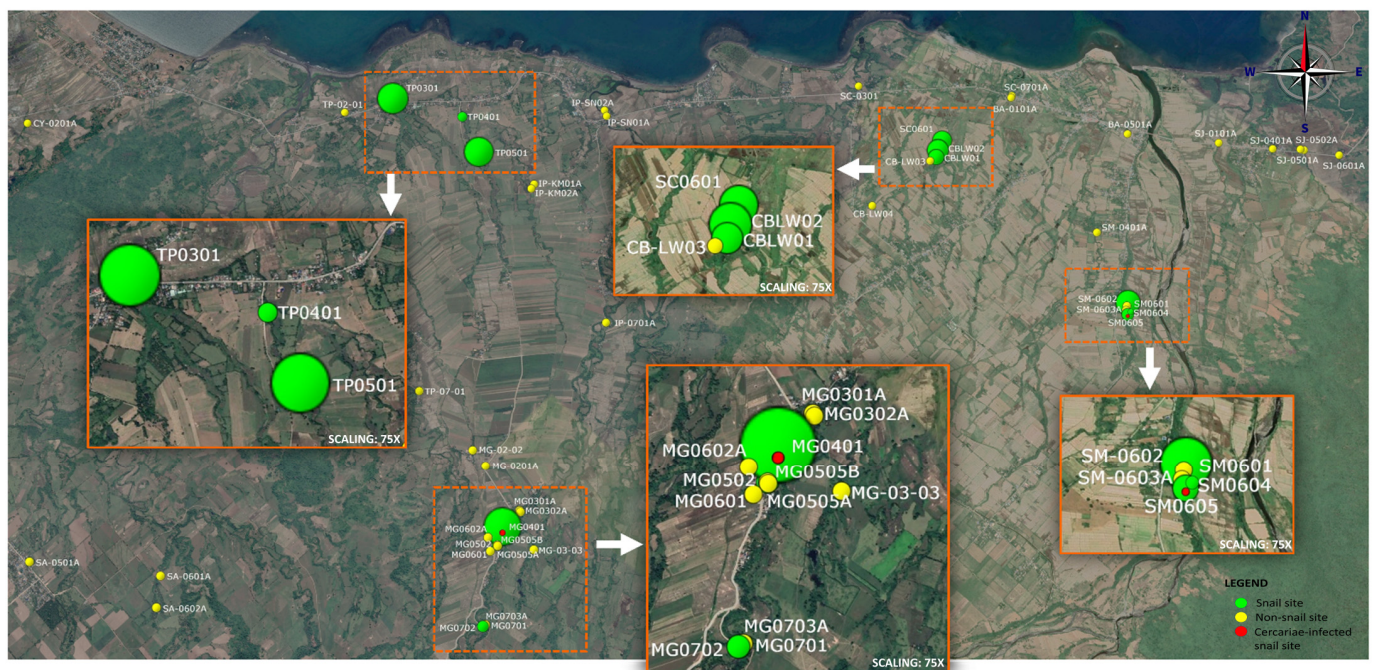 N
W
E
S
CY-0201A
TP-02-01
TP0301
TP0401
TP0501
IP-SN02A
IP-SN01A
IP-KM01A
IP-KM02A
SC-0301
SC-0701A
BA-0101A
SC0601
CBLW02
CBLW01
CB-LW03
CB-LW04
BA-0501A
SJ-0101A
SJ-0401A
SJ-0502A
SJ-0501A
SJ-0601A
SM-0401A
SM-0602
SM0601
SM-0603A
SM0604
SM0605
IP-0701A
TP-07-01
MG-02-02
MG-0201A
MG0301A
MG0302A
MG0401
MG0602A
MG0505B
MG0502
MG0601
MG0505A
MG-03-03
MG0703A
MG0702
MG0701
SA-0501A
SA-0601A
SA-0602A
TP0301
TP0401
TP0501
SCALING: 75X
SC0601
CBLW02
CBLW01
CB-LW03
SCALING: 75X
MG0301A
MG0302A
MG0401
MG0602A
MG0505B
MG0502
MG0601
MG0505A
MG-03-03
MG0703A
MG0702
MG0701
SCALING: 75X
SM-0602
SM0601
SM-0603A
SM0604
SM0605
SCALING: 75X
LEGEND
Snail site
Non-snail site
Cercariae-infected
snail site